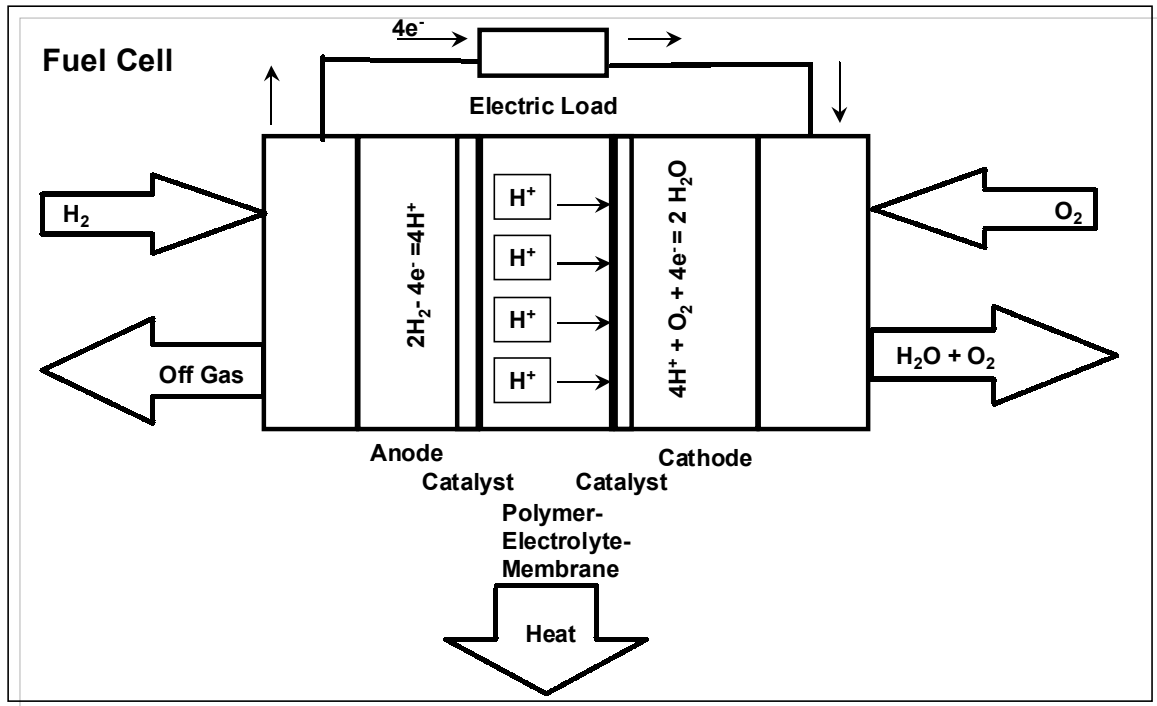 4e⁻
Fuel Cell
Electric Load
H₂
O₂
2H₂- 4e⁻ =4H⁺
H⁺
H⁺
H⁺
H⁺
4H⁺ + O₂ + 4e⁻ = 2 H₂O
Off Gas
H₂O + O₂
Anode
Cathode
Catalyst
Catalyst
Polymer-
Electrolyte-
Membrane
Heat